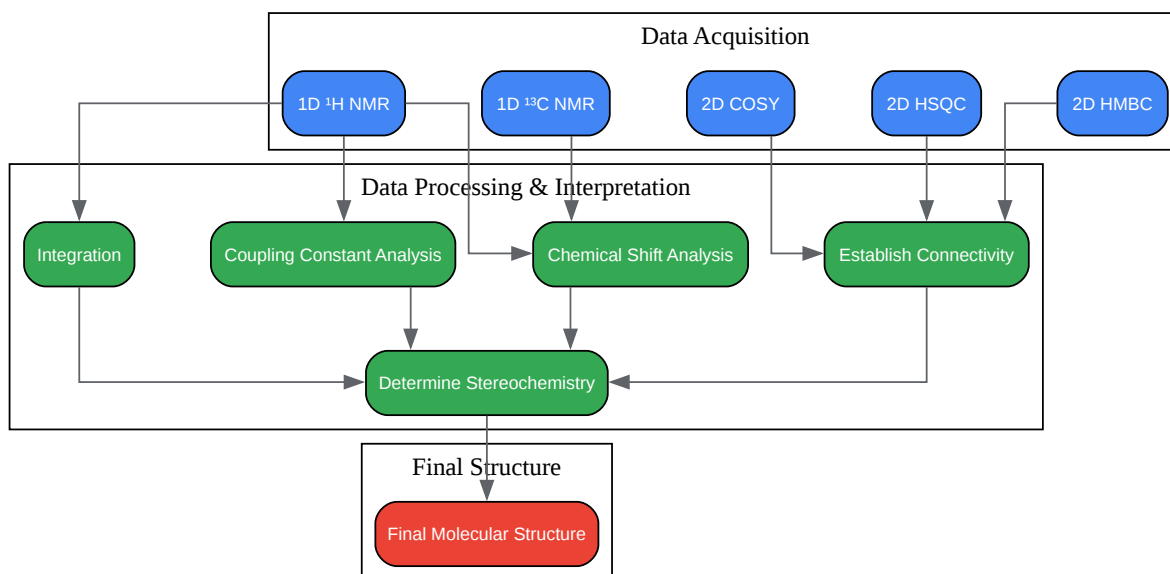 Data Acquisition
1D ¹H NMR
1D ¹³C NMR
2D COSY
2D HSQC
2D HMBC
Data Processing & Interpretation
Integration
Coupling Constant Analysis
Chemical Shift Analysis
Establish Connectivity
Determine Stereochemistry
Final Structure
Final Molecular Structure